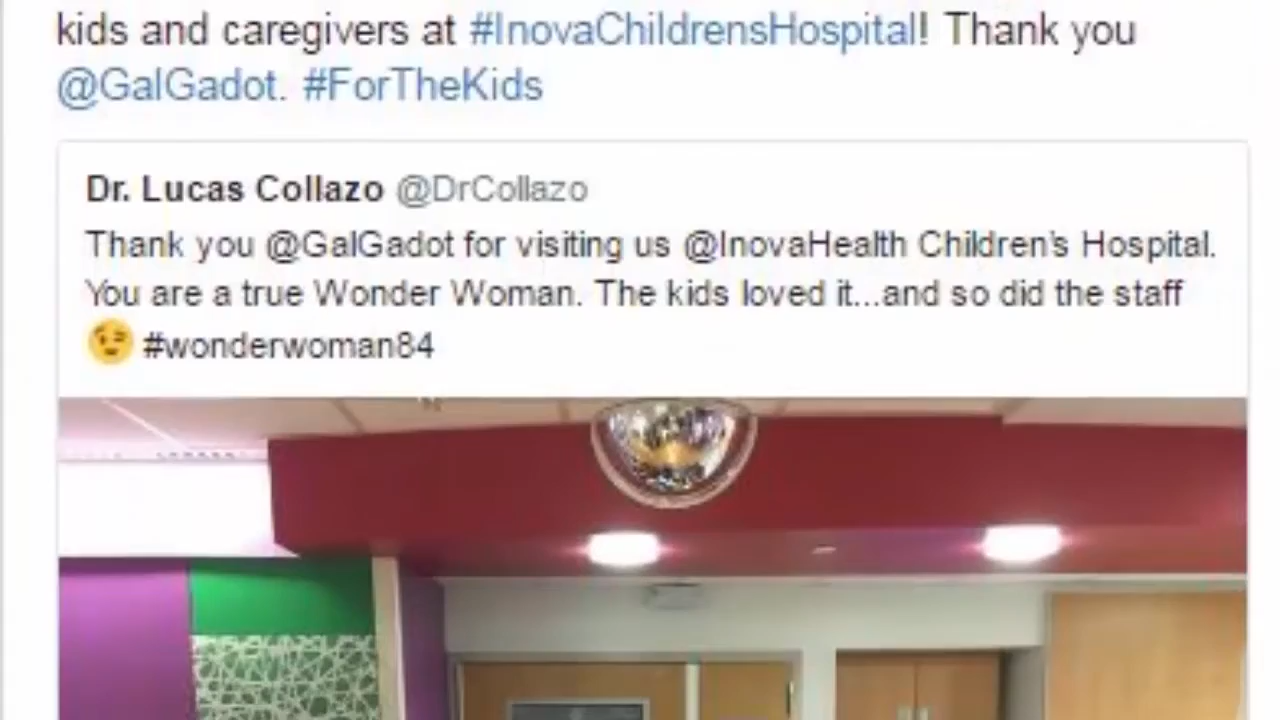 kids and caregivers at #InovaChildrensHospital! Thank you
@GalGadot. #ForTheKids
Dr. Lucas Collazo @DrCollazo
Thank you @GalGadot for visiting us @InovaHealth Children's Hospital.
You are a true Wonder Woman. The kids loved it...and so did the staff
😉 #wonderwoman84